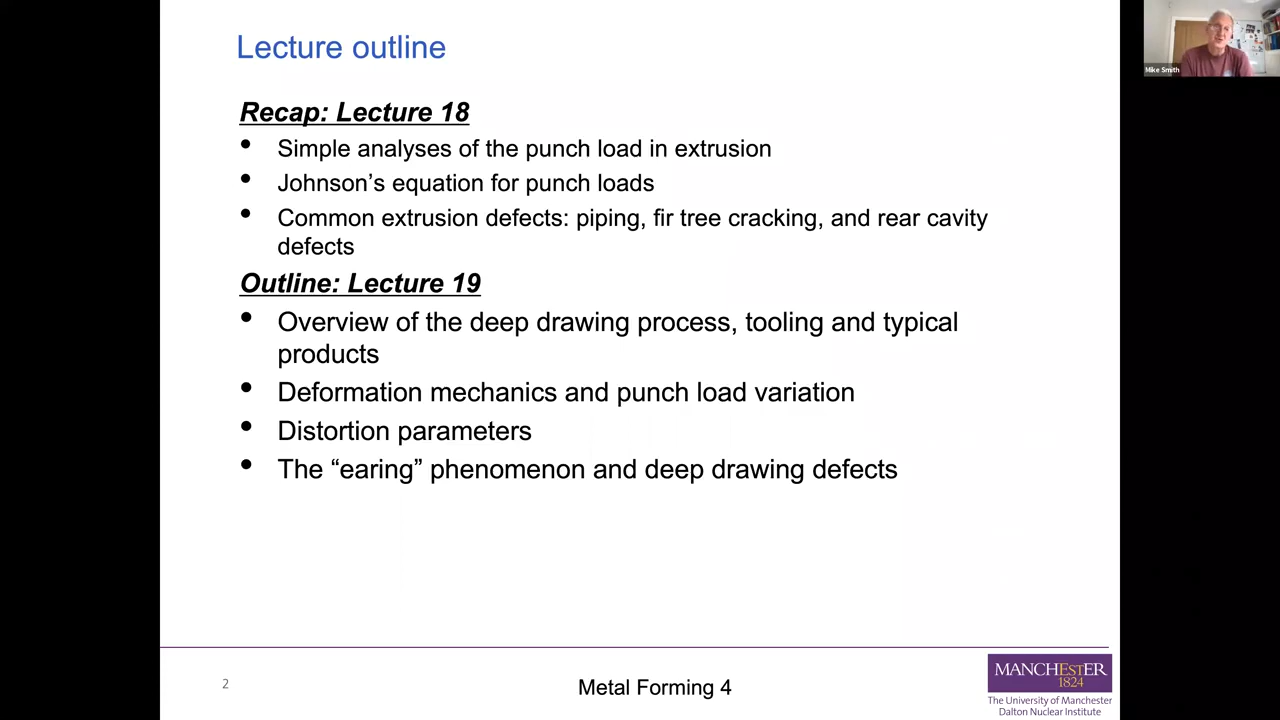 Lecture outline
Mike Smith
Recap: Lecture 18
• Simple analyses of the punch load in extrusion
• Johnson’s equation for punch loads
• Common extrusion defects: piping, fir tree cracking, and rear cavity
defects
Outline: Lecture 19
• Overview of the deep drawing process, tooling and typical
products
• Deformation mechanics and punch load variation
• Distortion parameters
• The “earing” phenomenon and deep drawing defects
2
Metal Forming 4
MANCHESTER
1824
The University of Manchester
Dalton Nuclear Institute